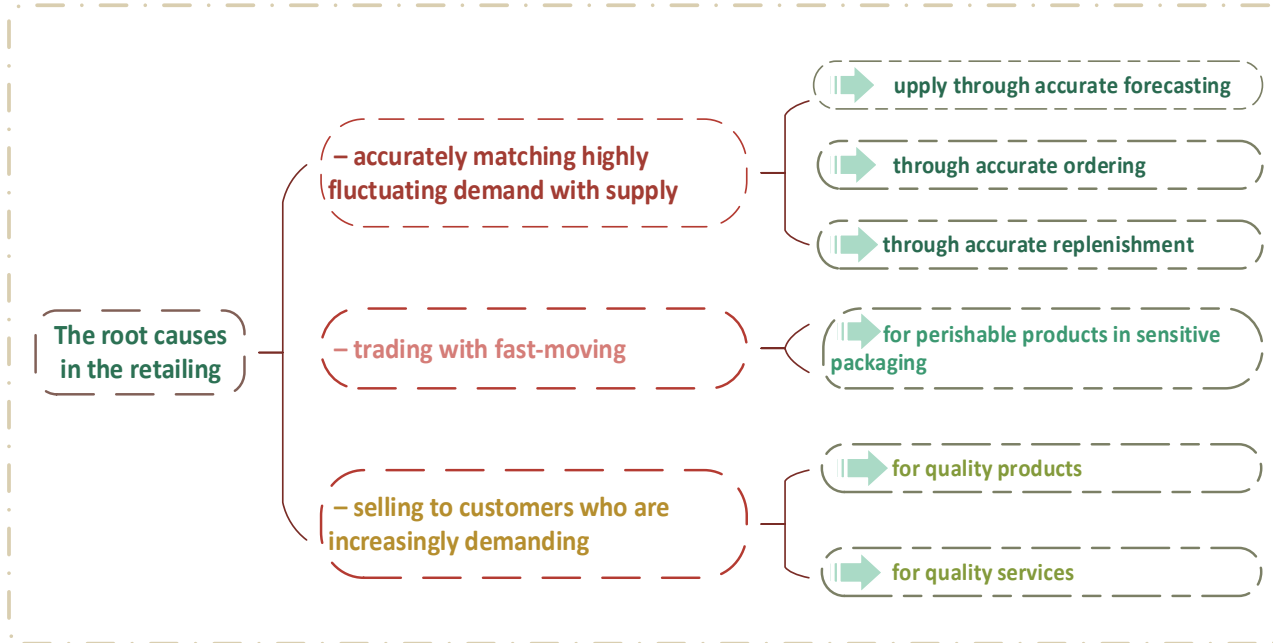 The root causes
in the retailing
– accurately matching highly
fluctuating demand with supply
upply through accurate forecasting
through accurate ordering
through accurate replenishment
– trading with fast-moving
for perishable products in sensitive
packaging
– selling to customers who are
increasingly demanding
for quality products
for quality services